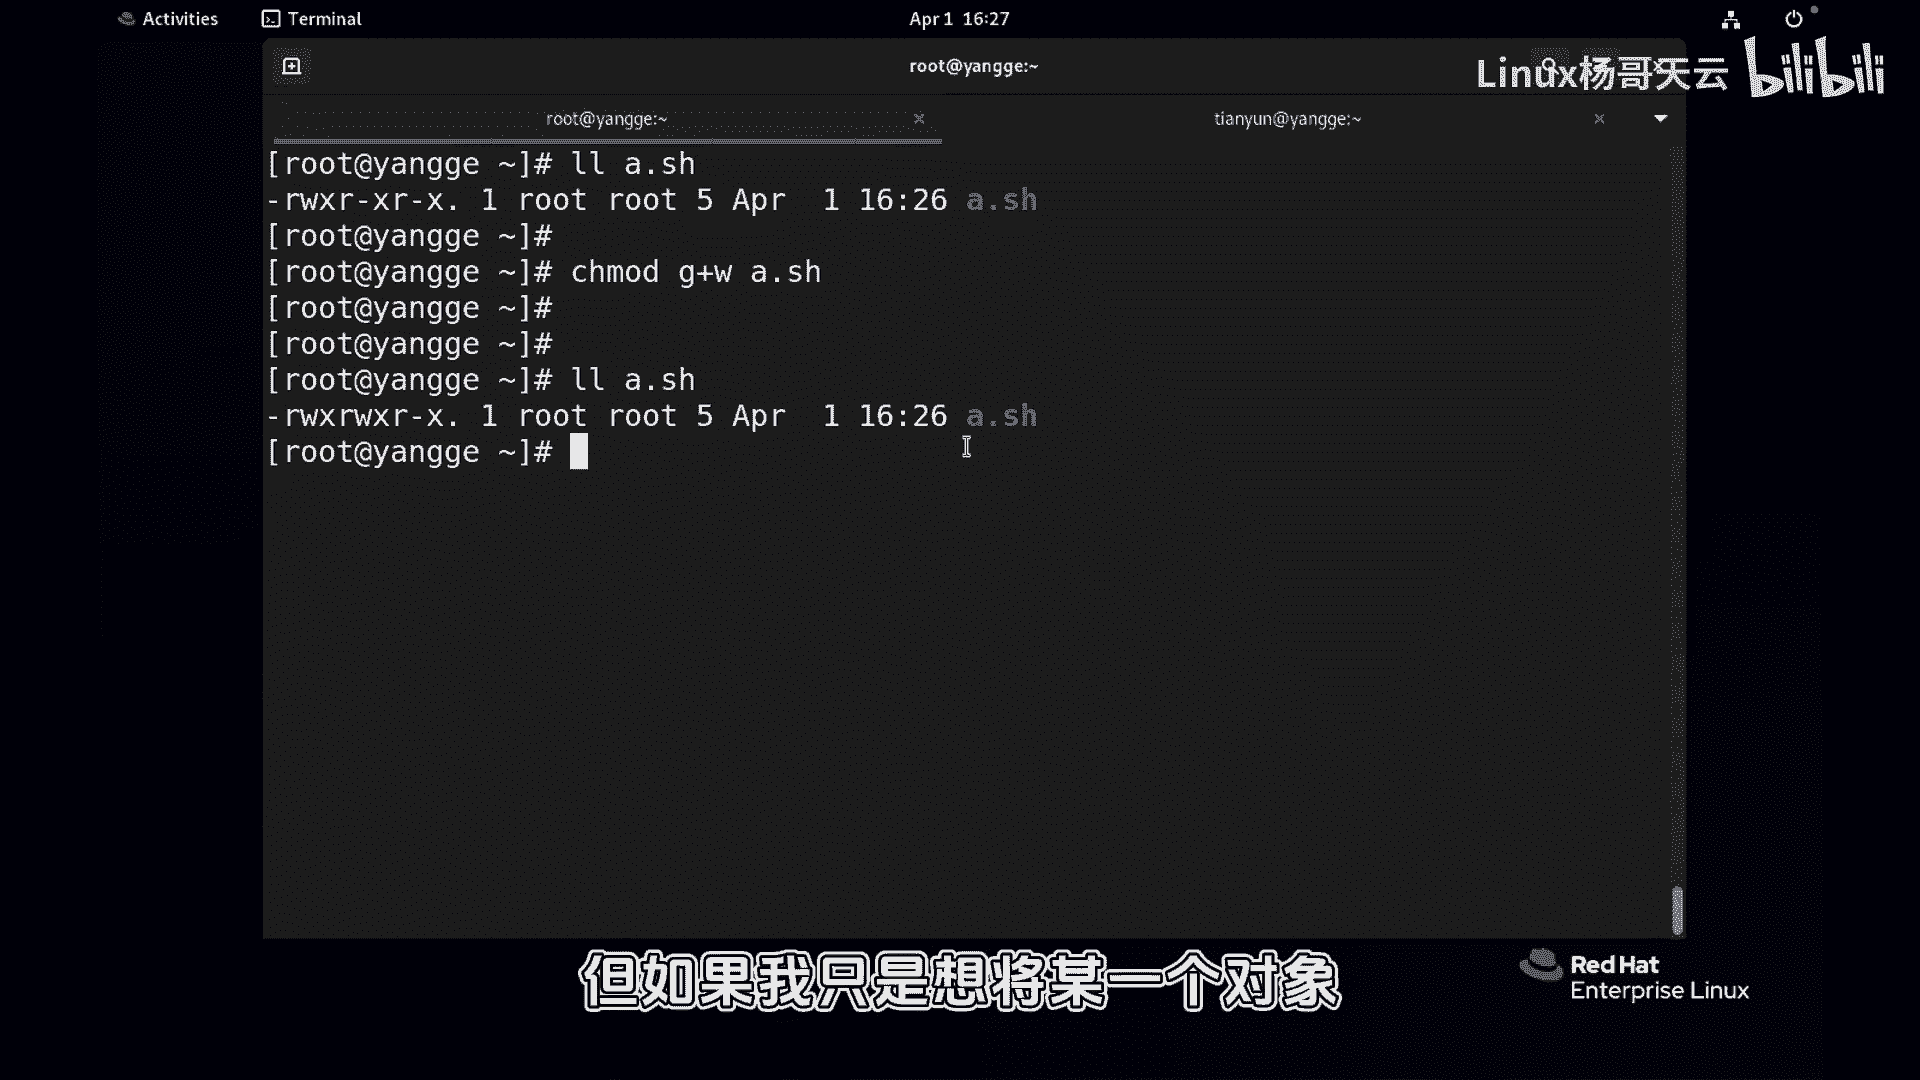 Activities Terminal Apr 1 16:27
root@yangge:~
Linux杨哥天云 bilibili
root@yangge:~ tianyun@yangge:~
[root@yangge ~]# ll a.sh
-rwxr-xr-x. 1 root root 5 Apr  1 16:26 a.sh
[root@yangge ~]#
[root@yangge ~]# chmod g+w a.sh
[root@yangge ~]#
[root@yangge ~]#
[root@yangge ~]# ll a.sh
-rwxrwxr-x. 1 root root 5 Apr  1 16:26 a.sh
[root@yangge ~]#
但如果我只是想将某一个对象
Red Hat
Enterprise Linux